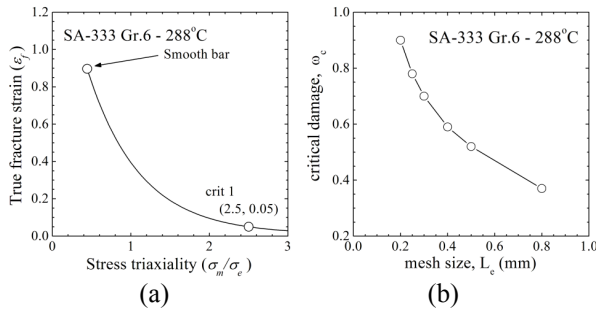 SA-333 Gr.6 - 288°C
Smooth bar
crit 1
(2.5, 0.05)
True fracture strain (εf)
1.2
1.0
0.8
0.6
0.4
0.2
0.0
0 1 2 3
Stress triaxiality (σm/σe)
(a)
SA-333 Gr.6 - 288°C
critical damage, ωc
1.0
0.8
0.6
0.4
0.2
0.0 0.2 0.4 0.6 0.8 1.0
mesh size, Le (mm)
(b)